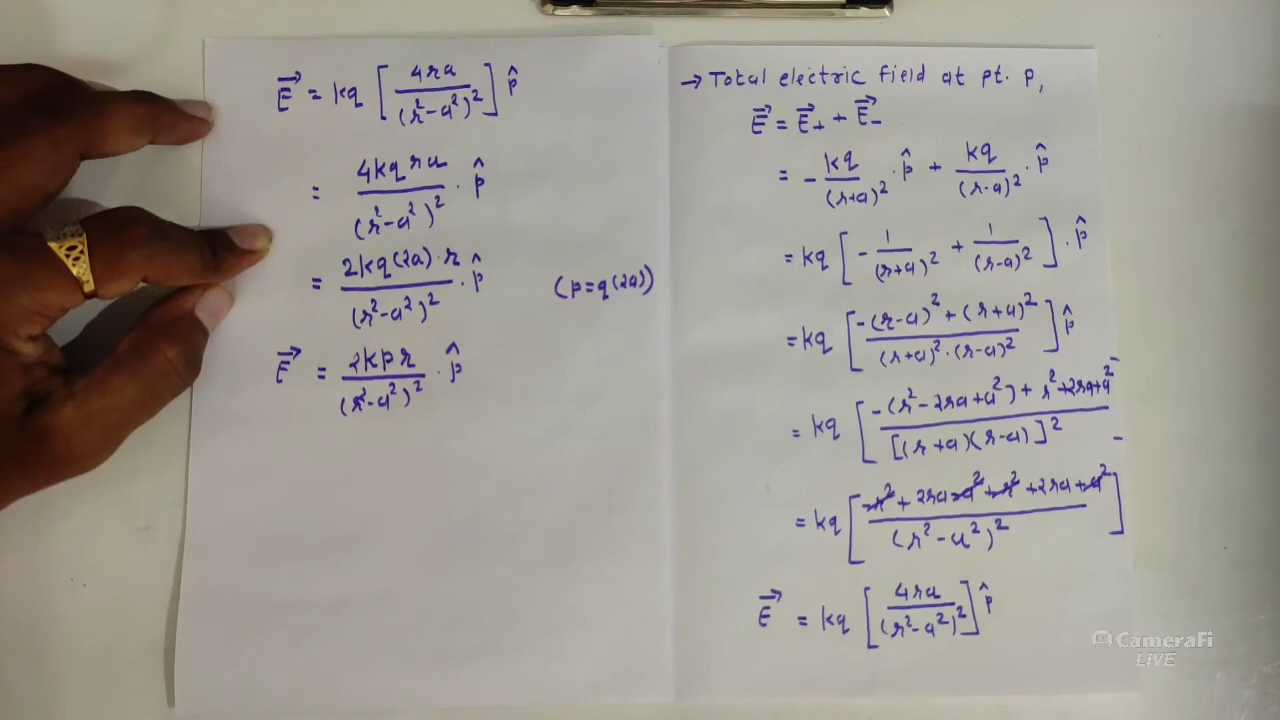 E⃗ = kq [ 4ra / (r² - a²)² ] p̂
= 4kqra / (r² - a²)² · p̂
= 2kq(2a) · r / (r² - a²)² · p̂ (p = q(2a))
E⃗ = 2kpr / (r² - a²)² · p̂
→ Total electric field at pt. P,
E⃗ = E⃗₊ + E⃗₋
= - kq / (r+a)² · p̂ + kq / (r-a)² · p̂
= kq [ - 1 / (r+a)² + 1 / (r-a)² ] · p̂
= kq [ -(r-a)² + (r+a)² / (r+a)² · (r-a)² ] p̂
= kq [ -(r² - 2ra + a²) + r² + 2ra + a² / [(r+a)(r-a)]²
= kq [ -r² + 2ra - a² + r² + 2ra + a² / (r² - a²)² ]
E⃗ = kq [ 4ra / (r² - a²)² ] p̂
CameraFi
LIVE